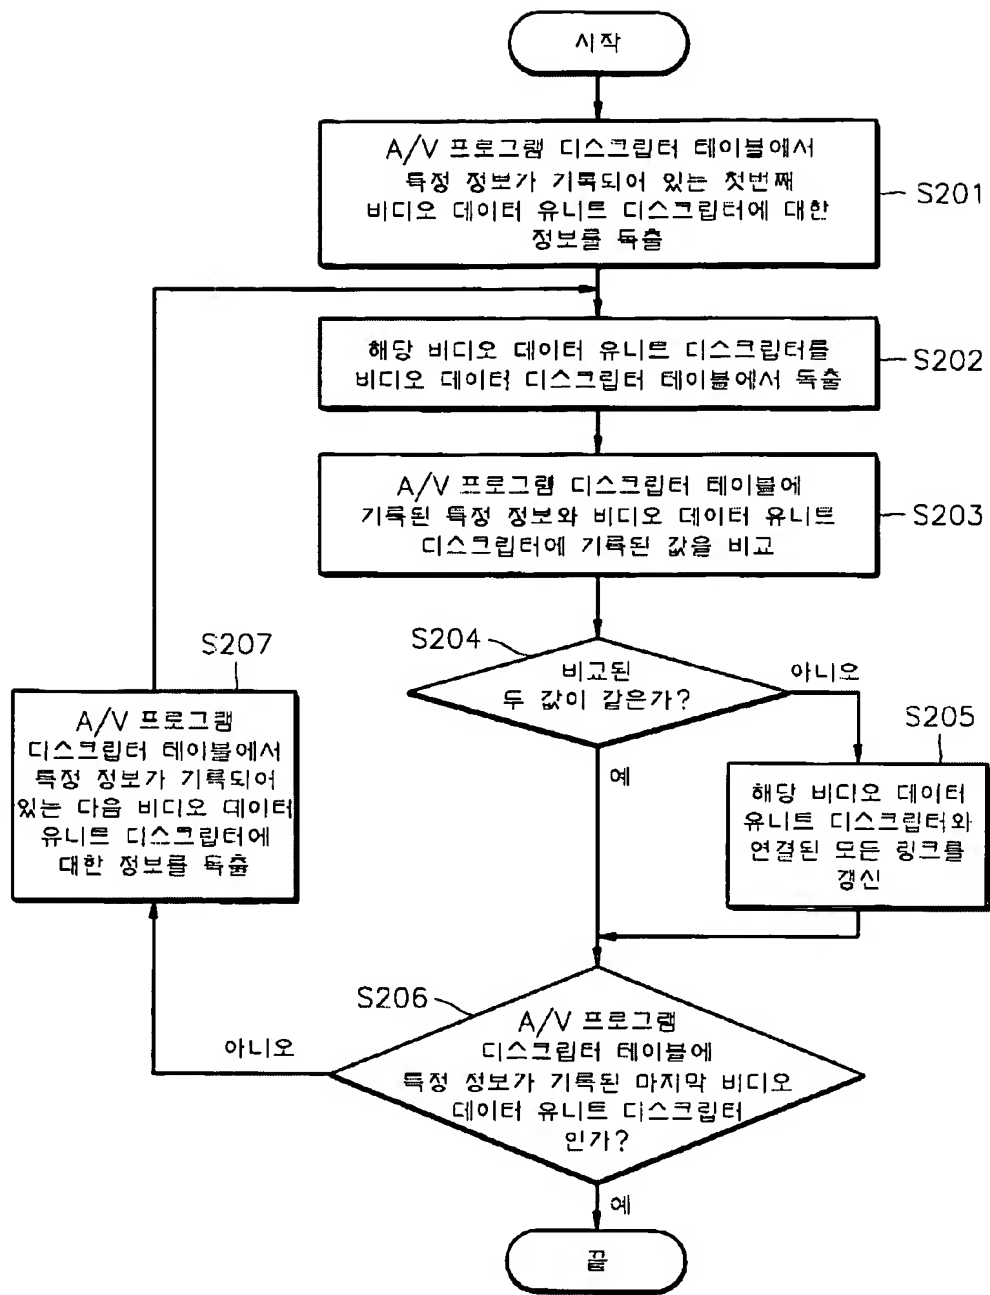 시작
A/V 프로그램 디스크립터 테이블에서
특정 정보가 기록되어 있는 첫번째
비디오 데이터 유니트 디스크립터에 대한
정보를 독출
S201
해당 비디오 데이터 유니트 디스크립터를
비디오 데이터 디스크립터 테이블에서 독출
S202
A/V 프로그램 디스크립터 테이블에
기록된 특정 정보와 비디오 데이터 유니트
디스크립터에 기록된 값을 비교
S203
S204
비교된
두 값이 같은가?
아니오
예
S205
해당 비디오 데이터
유니트 디스크립터와
연결된 모든 링크를
갱신
S206
A/V 프로그램
디스크립터 테이블에
특정 정보가 기록된 마지막 비디오
데이터 유니트 디스크립터
인가?
아니오
S207
A/V 프로그램
디스크립터 테이블에서
특정 정보가 기록되어
있는 다음 비디오 데이터
유니트 디스크립터에
대한 정보를 독출
예
끝